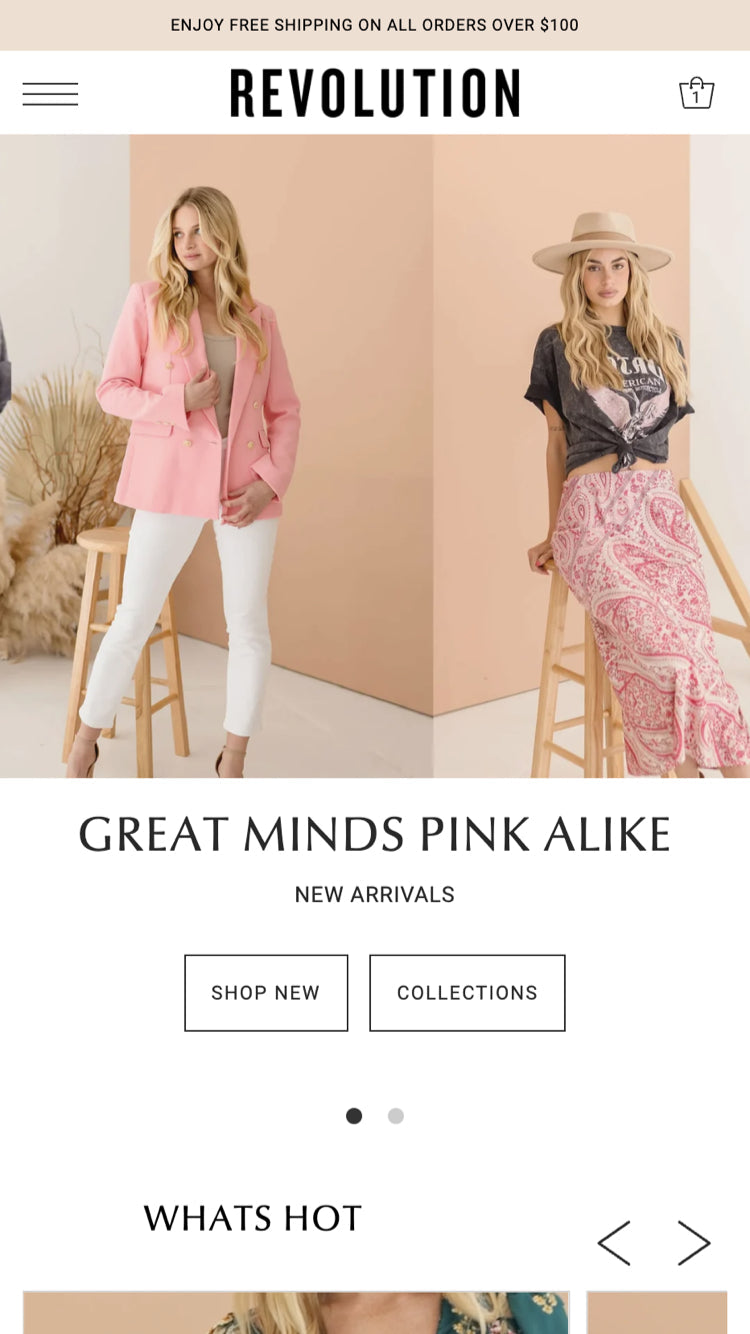 ENJOY FREE SHIPPING ON ALL ORDERS OVER $100
REVOLUTION
1
GREAT MINDS PINK ALIKE
NEW ARRIVALS
SHOP NEW
COLLECTIONS
WHATS HOT